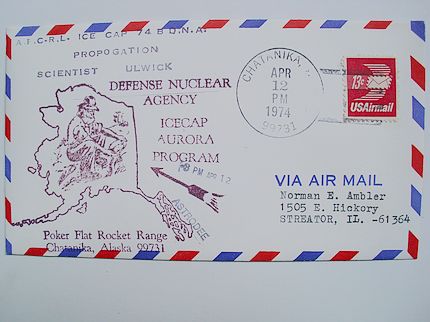 A.F.C.R.L. ICE CAP 74 B D.N.A.
PROPOGATION
SCIENTIST ULWICK
DEFENSE NUCLEAR
AGENCY
ICECAP
AURORA
PROGRAM
PM APR 12
ASTRODEE
Poker Flat Rocket Range
Chatanika, Alaska 99731
CHATANIKA,
APR
12
PM
1974
99731
13c
USAirmail
VIA AIR MAIL
Norman E. Ambler
1505 E. Hickory
STREATOR, IL. -61364